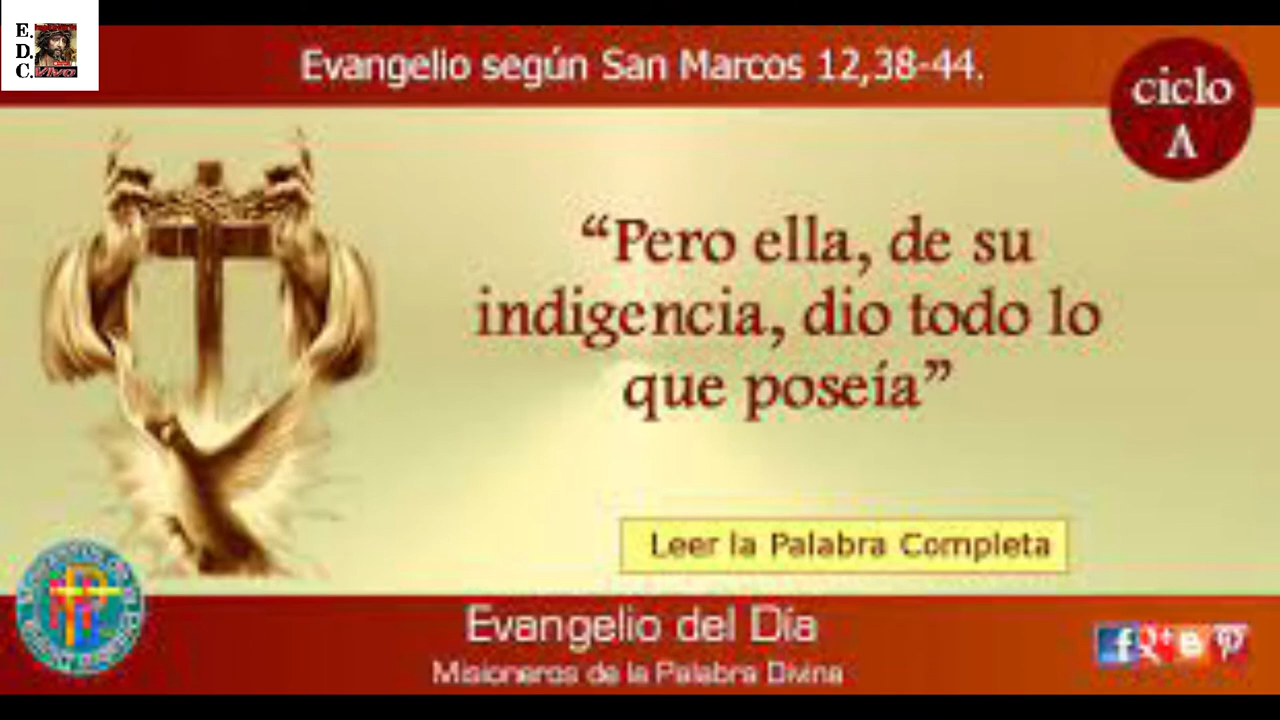 E.
D.
C. Vivo
Evangelio según San Marcos 12,38-44.
ciclo
A
“Pero ella, de su
indigencia, dio todo lo
que poseía”
Leer la Palabra Completa
Evangelio del Día
Misioneros de la Palabra Divina